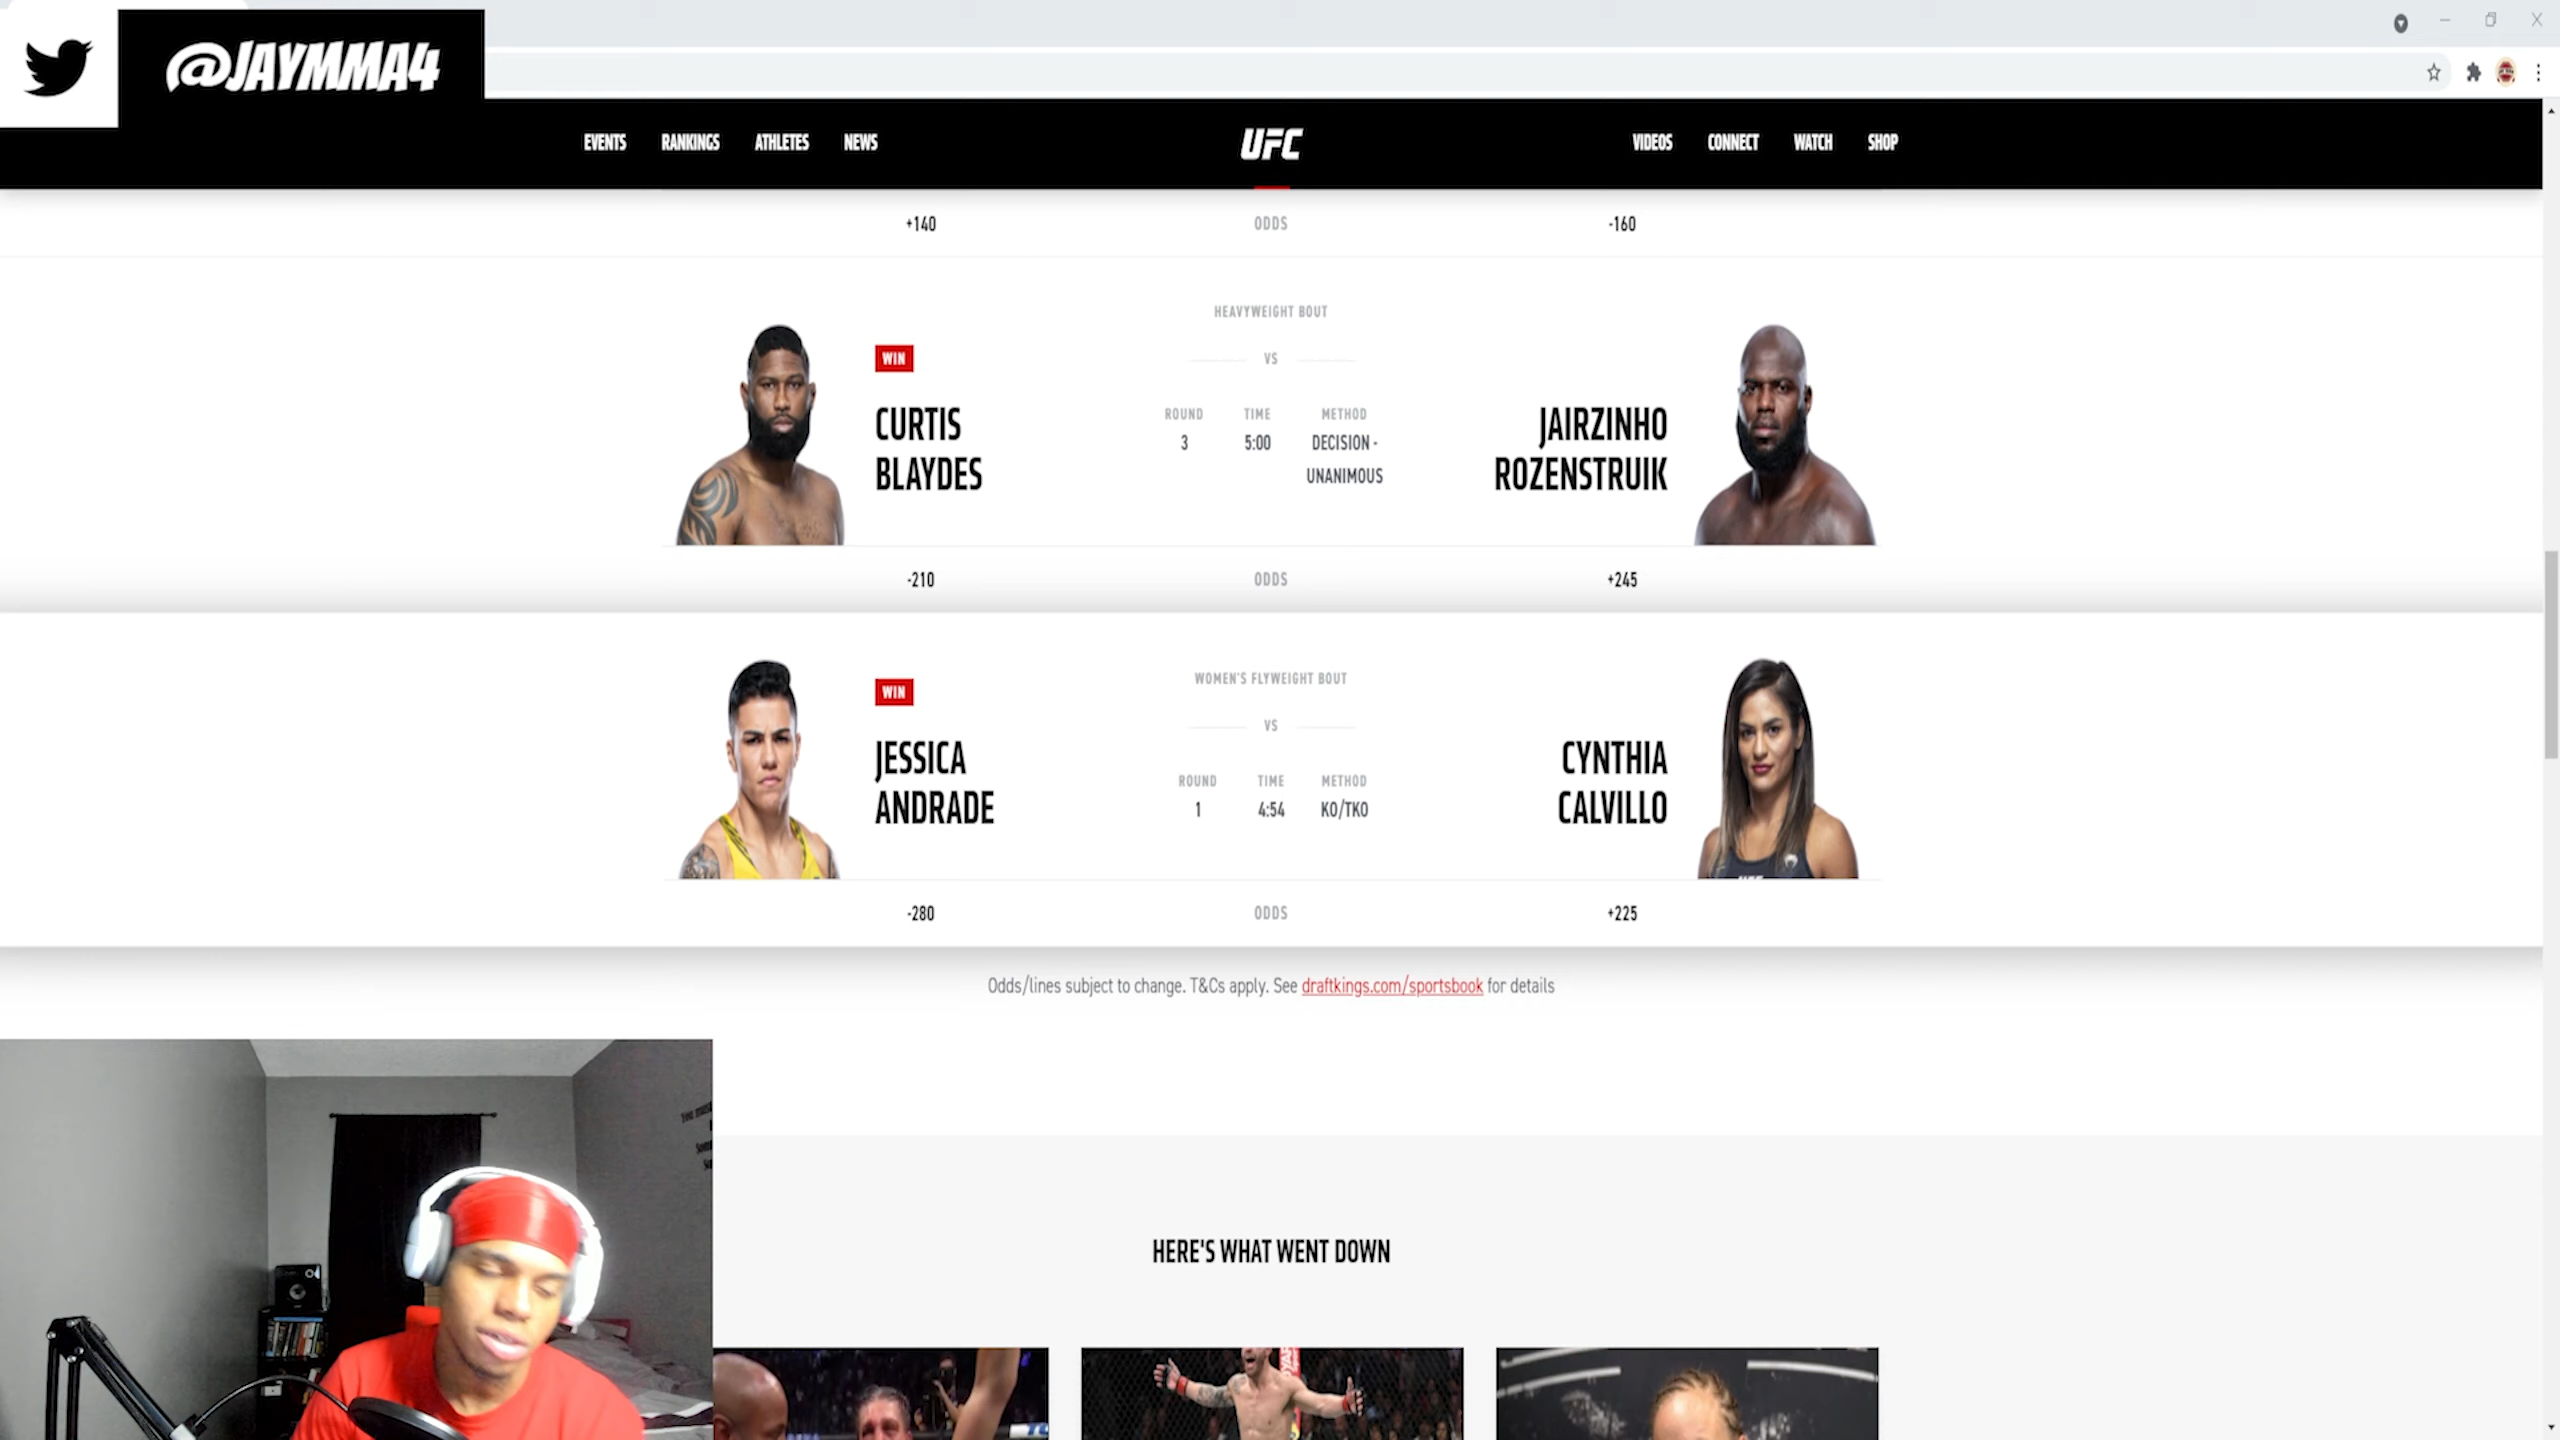 @JAYMMA4
EVENTS RANKINGS ATHLETES NEWS UFC VIDEOS CONNECT WATCH SHOP
+140 ODDS -160
HEAVYWEIGHT BOUT
WIN
VS
CURTIS
BLAYDES
ROUND TIME METHOD
3 5:00 DECISION -
UNANIMOUS
JAIRZINHO
ROZENSTRUIK
-210 ODDS +245
WOMEN'S FLYWEIGHT BOUT
WIN
VS
JESSICA
ANDRADE
ROUND TIME METHOD
1 4:54 KO/TKO
CYNTHIA
CALVILLO
-280 ODDS +225
Odds/lines subject to change. T&Cs apply. See draftkings.com/sportsbook for details
You must
HERE'S WHAT WENT DOWN